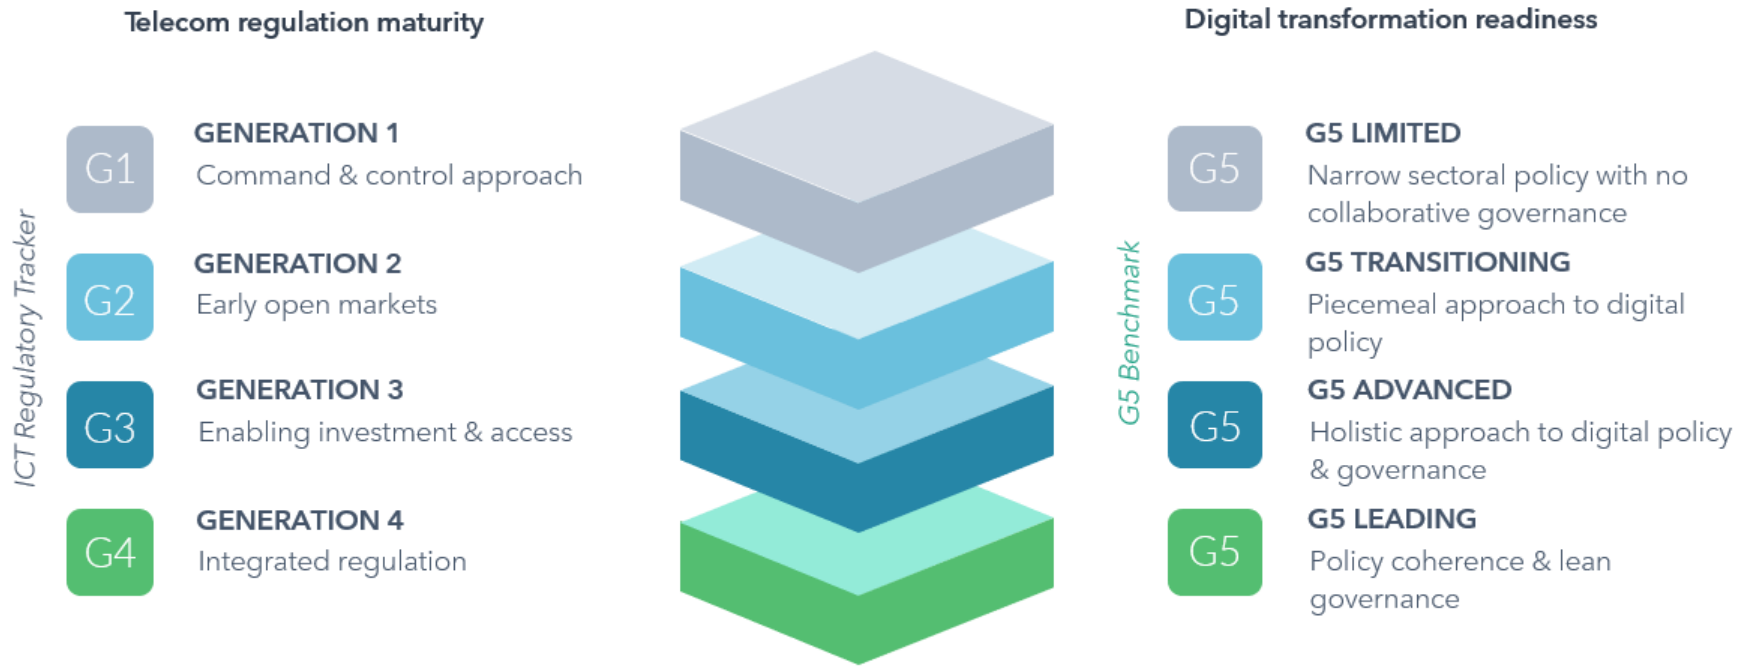 Telecom regulation maturity
ICT Regulatory Tracker
G1
GENERATION 1
Command & control approach
G2
GENERATION 2
Early open markets
G3
GENERATION 3
Enabling investment & access
G4
GENERATION 4
Integrated regulation
Digital transformation readiness
G5 Benchmark
G5
G5 LIMITED
Narrow sectoral policy with no
collaborative governance
G5
G5 TRANSITIONING
Piecemeal approach to digital
policy
G5
G5 ADVANCED
Holistic approach to digital policy
& governance
G5
G5 LEADING
Policy coherence & lean
governance